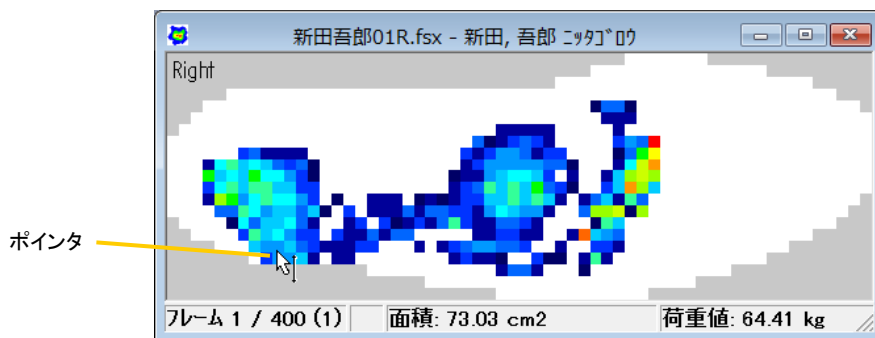 新田吾郎01R.fsx - 新田, 吾郎 ﾆｯﾀｺﾞﾛｳ
Right
ポインタ
ﾌﾚｰﾑ 1 / 400 (1)
面積: 73.03 cm2
荷重値: 64.41 kg